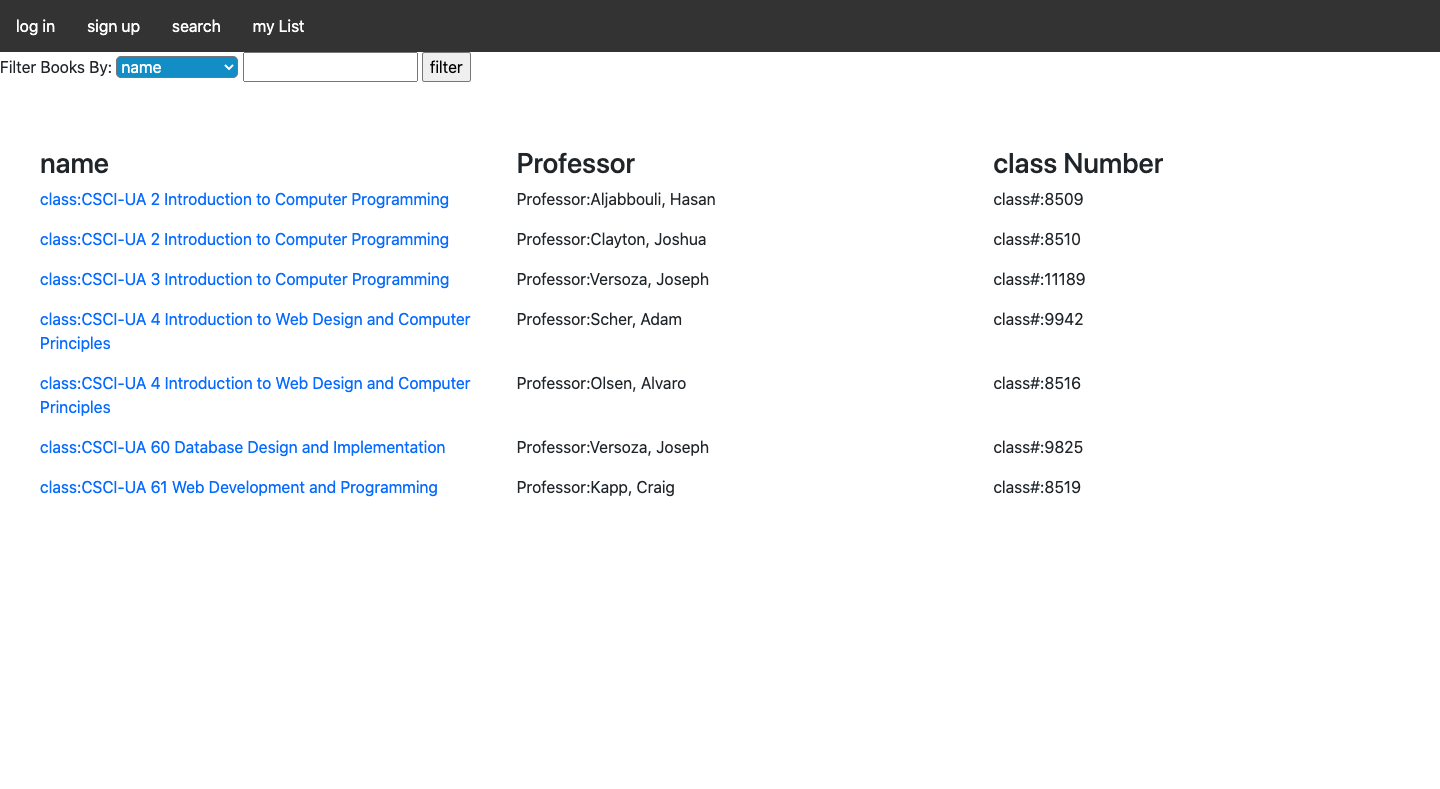 log in sign up search my List
Filter Books By: name filter
name Professor class Number
class:CSCI-UA 2 Introduction to Computer Programming Professor:Aljabbouli, Hasan class#:8509
class:CSCI-UA 2 Introduction to Computer Programming Professor:Clayton, Joshua class#:8510
class:CSCI-UA 3 Introduction to Computer Programming Professor:Versoza, Joseph class#:11189
class:CSCI-UA 4 Introduction to Web Design and Computer Professor:Scher, Adam class#:9942
Principles
class:CSCI-UA 4 Introduction to Web Design and Computer Professor:Olsen, Alvaro class#:8516
Principles
class:CSCI-UA 60 Database Design and Implementation Professor:Versoza, Joseph class#:9825
class:CSCI-UA 61 Web Development and Programming Professor:Kapp, Craig class#:8519